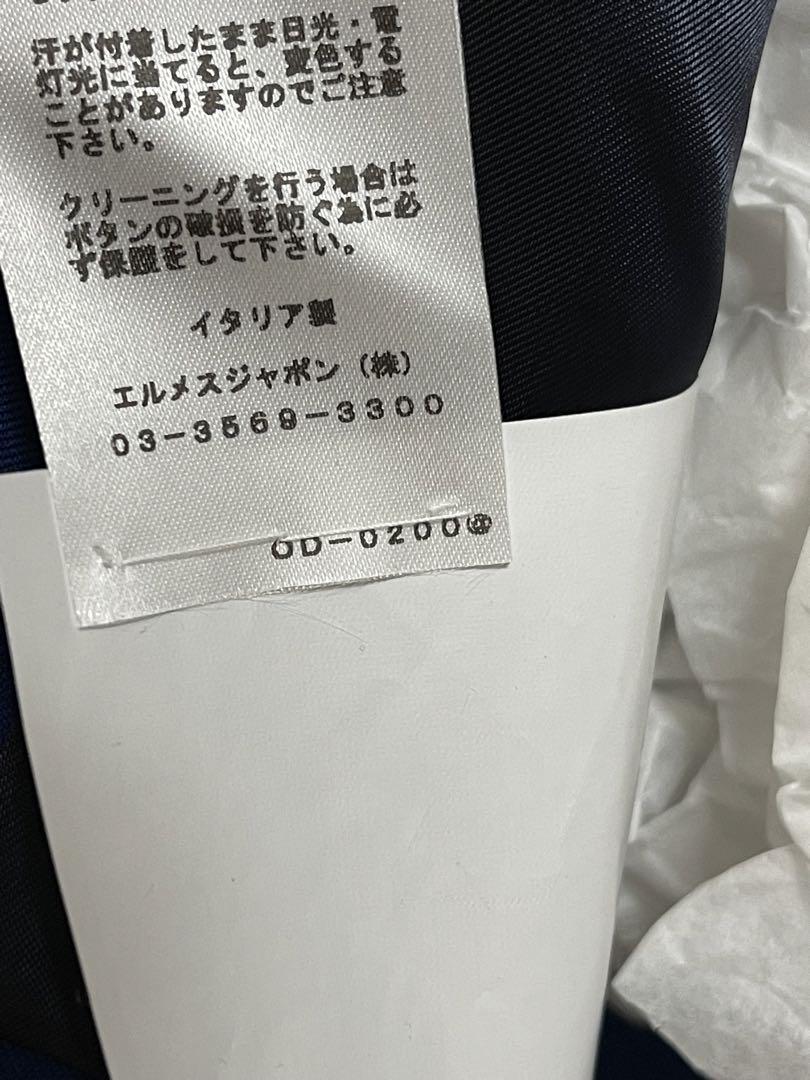 汗が付着したまま日光・電
灯光に当てると、変色する
ことがありますのでご注意
下さい。
クリーニングを行う場合は
ボタンの破損を防ぐ為に必
ず保護をして下さい。
イタリア製
エルメスジャポン(株)
03-3569-3300
OD-0200